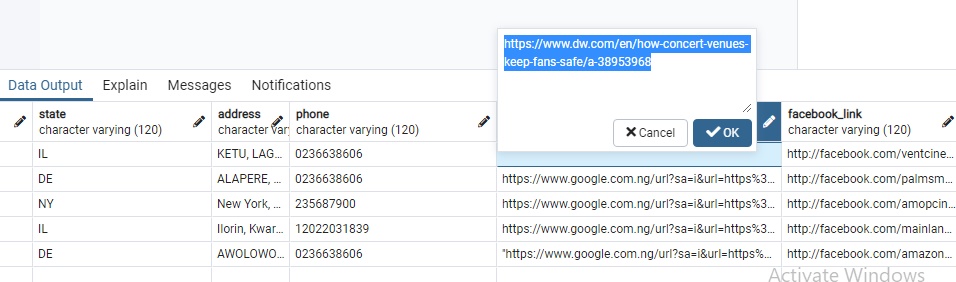 https://www.dw.com/en/how-concert-venues-
keep-fans-safe/a-38953968
Cancel OK
Data Output Explain Messages Notifications
state address phone facebook_link
character varying (120) character vary character varying (120) character varying (120)
IL KETU, LAG... 0236638606 http://facebook.com/ventcine...
DE ALAPERE, ... 0236638606 https://www.google.com.ng/url?sa=i&url=https%3... http://facebook.com/palmsm...
NY New York, ... 235687900 https://www.google.com.ng/url?sa=i&url=https%3... http://facebook.com/amopcin...
IL Ilorin, Kwar... 12022031839 https://www.google.com.ng/url?sa=i&url=https%3... http://facebook.com/mainlan...
DE AWOLOWO... 0236638606 "https://www.google.com.ng/url?sa=i&url=https%... http://facebook.com/amazon...
Activate Windows